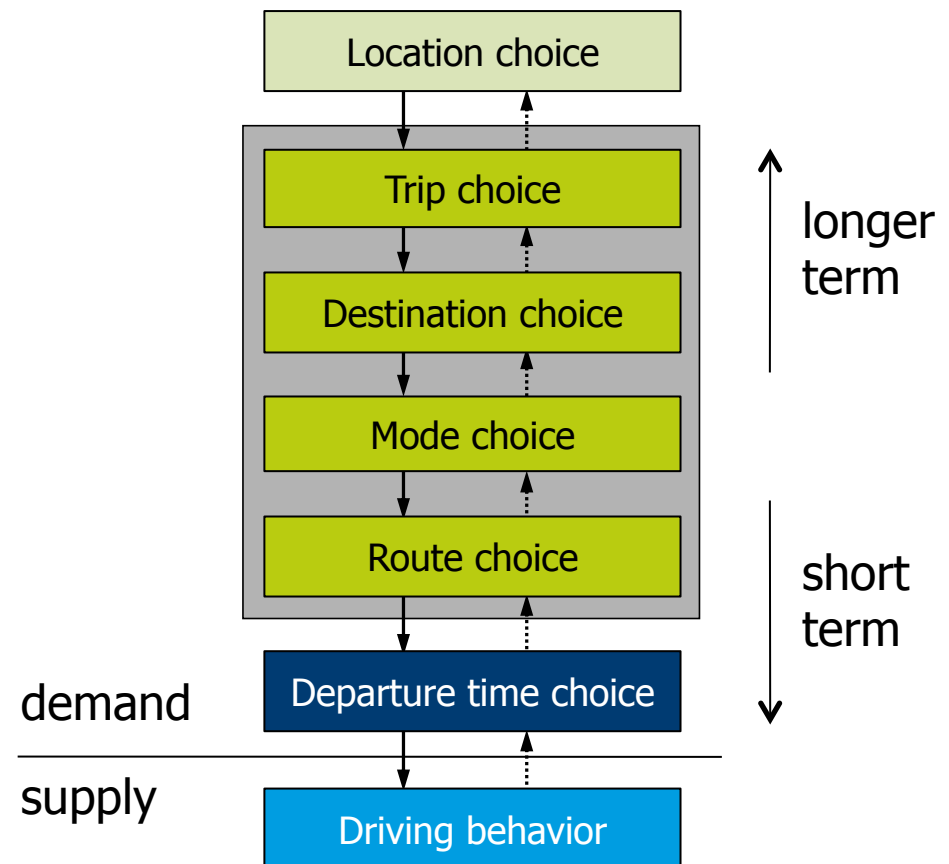 Location choice
Trip choice
longer
term
Destination choice
Mode choice
Route choice
short
term
Departure time choice
demand
supply
Driving behavior